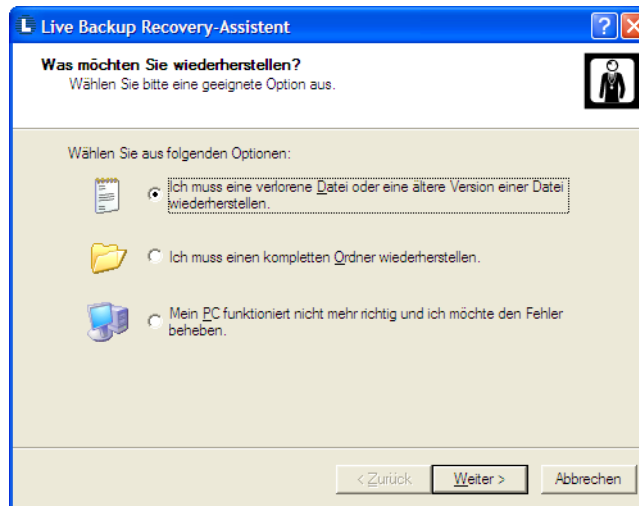 Live Backup Recovery-Assistent
Was möchten Sie wiederherstellen?
Wählen Sie bitte eine geeignete Option aus.
Wählen Sie aus folgenden Optionen:
Ich muss eine verlorene Datei oder eine ältere Version einer Datei
wiederherstellen.
Ich muss einen kompletten Ordner wiederherstellen.
Mein PC funktioniert nicht mehr richtig und ich möchte den Fehler
beheben.
< Zurück Weiter > Abbrechen